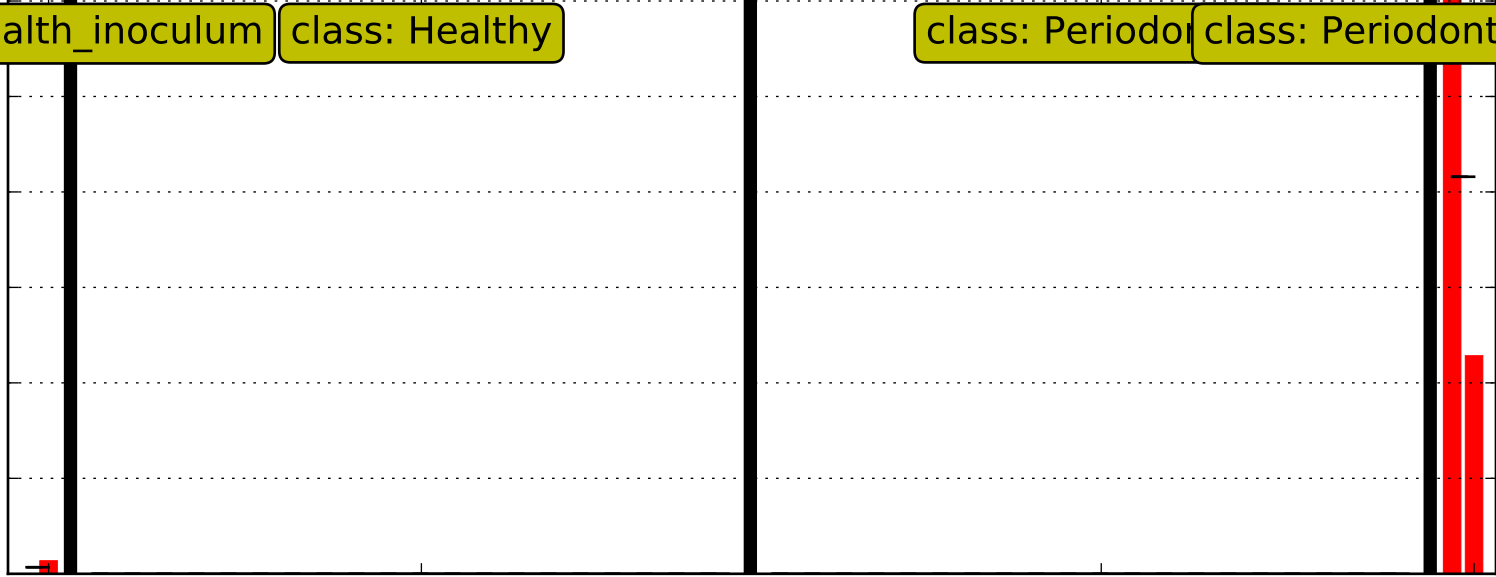 alth_inoculum
class: Healthy
class: Periodon
class: Periodont